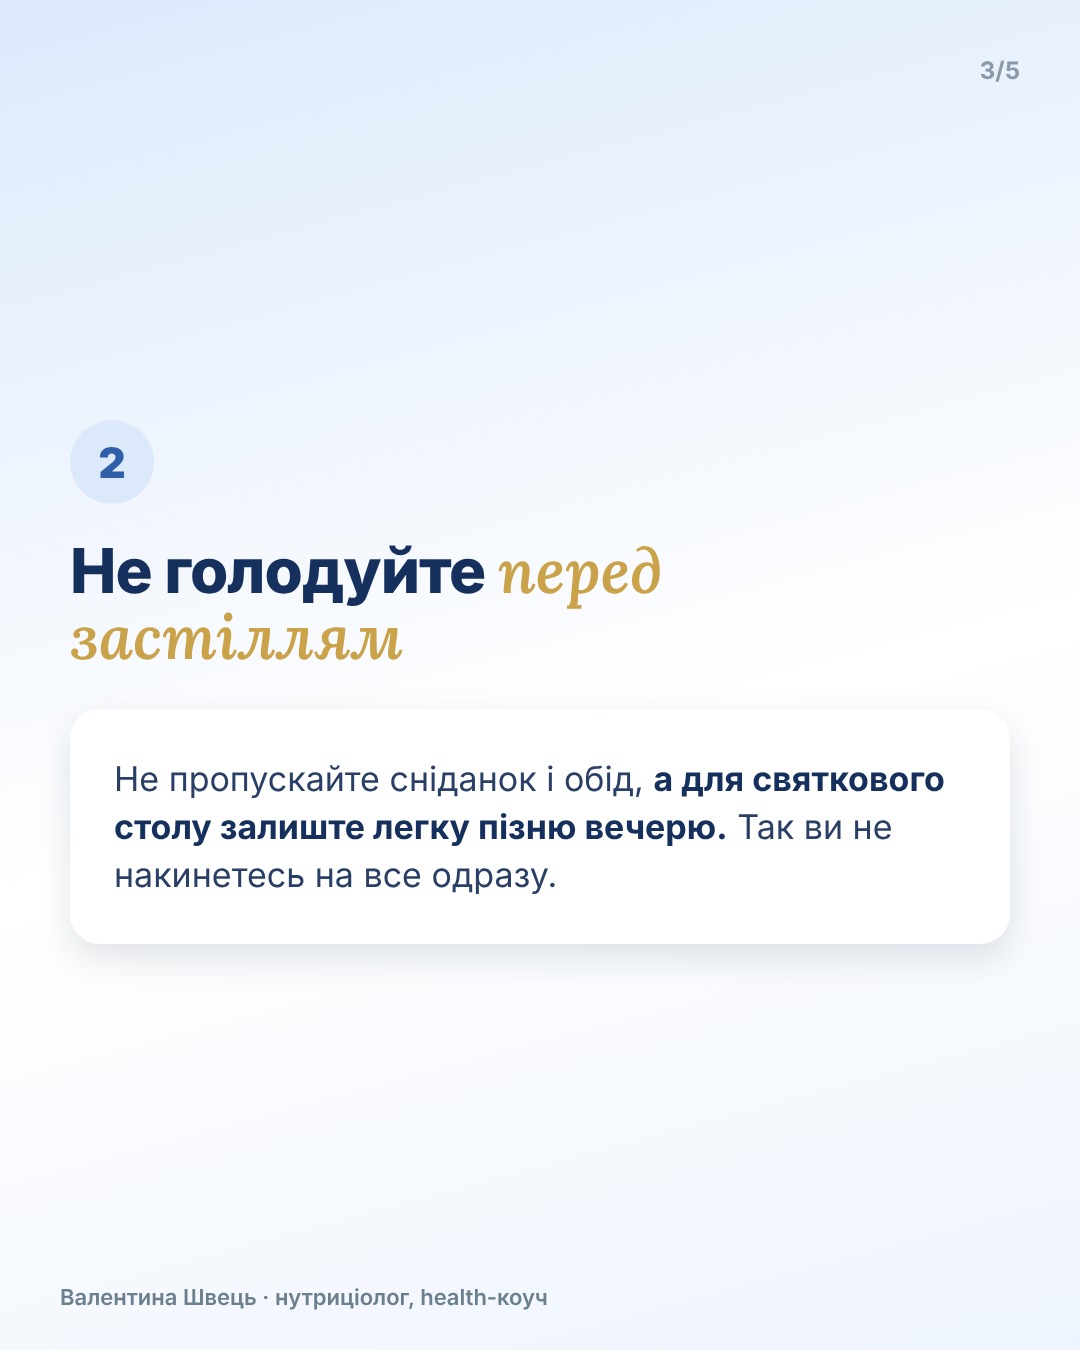 3/5
2
Не голодуйте перед
застіллям
Не пропускайте сніданок і обід, а для святкового
столу залиште легку пізню вечерю. Так ви не
накинетесь на все одразу.
Валентина Швець · нутриціолог, health-коуч